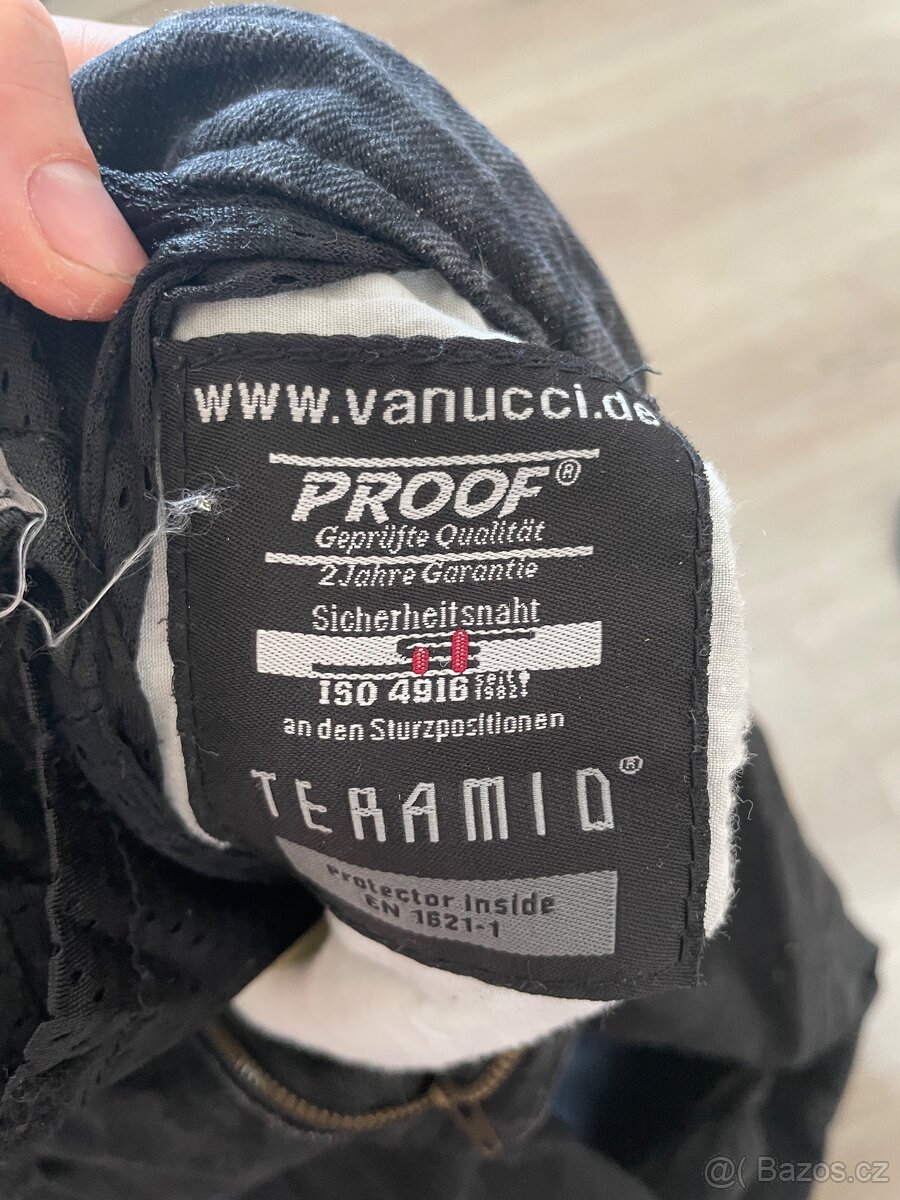 www.vanucci.de
PROOF®
Geprüfte Qualität
2 Jahre Garantie
Sicherheitsnaht
ISO 4916 seit 1982!
an den Sturzpositionen
TERAMID®
Protector inside
EN 1621-1
@( Bazoš.cz